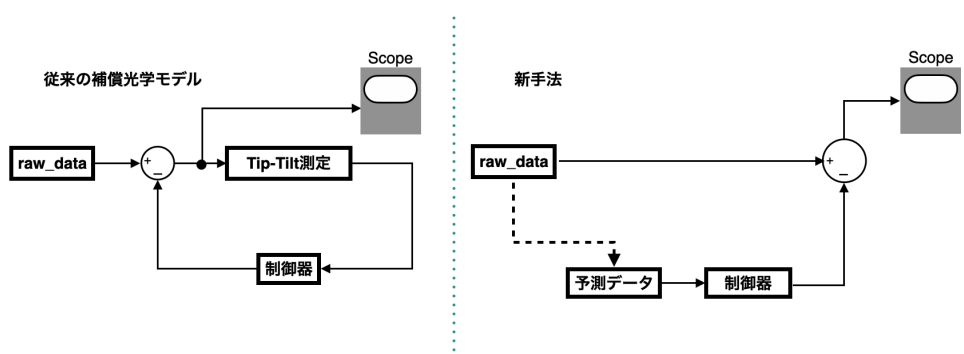 従来の補償光学モデル
Scope
raw_data
+
−
Tip-Tilt測定
制御器
新手法
Scope
raw_data
+
−
予測データ
制御器